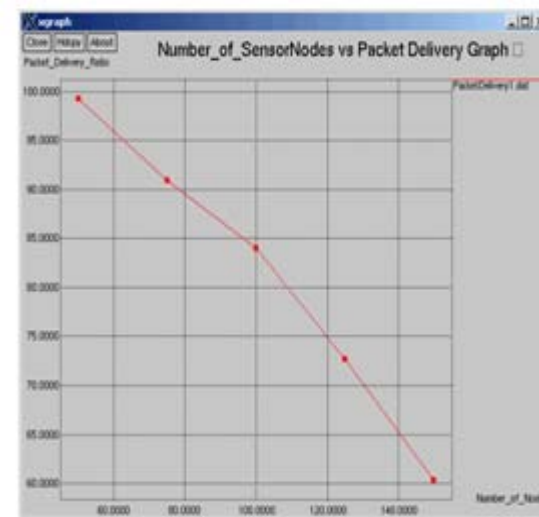 xgraph
Close Hdcpy About
Number_of_SensorNodes vs Packet Delivery Graph
Packet_Delivery_Ratio
PacketDelivery1.dat
100.0000
95.0000
90.0000
85.0000
80.0000
75.0000
70.0000
65.0000
60.0000
60.0000 80.0000 100.0000 120.0000 140.0000
Number_of_Nod